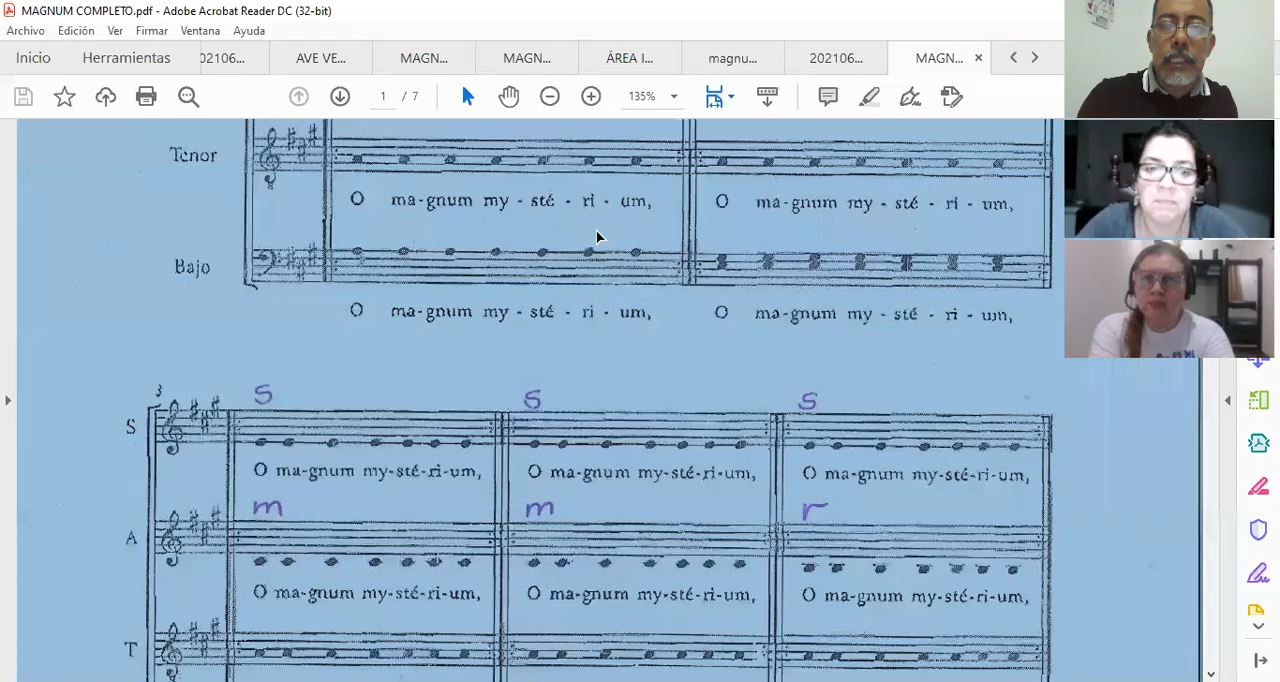 MAGNUM COMPLETO.pdf - Adobe Acrobat Reader DC (32-bit)
Archivo Edición Ver Firmar Ventana Ayuda
Inicio Herramientas 02106... AVE VE... MAGN... MAGN... ÁREA I... magnu... 202106... MAGN... ×
1 / 7 135%
Tenor
O ma-gnum my - sté - ri - um, O ma-gnum my - sté - ri - um,
Bajo
O ma-gnum my - sté - ri - um, O ma-gnum my - sté - ri - um,
3
S S S
S
O ma-gnum my-sté-ri-um, O ma-gnum my-sté-ri-um, O ma-gnum my-sté-ri-um,
m m r
A
O ma-gnum my-sté-ri-um, O ma-gnum my-sté-ri-um, O ma-gnum my-sté-ri-um,
T